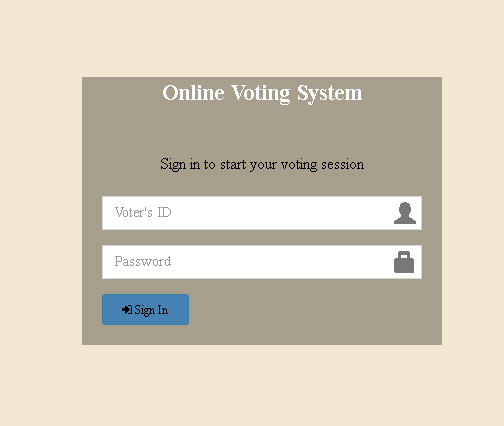 Online Voting System
Sign in to start your voting session
Voter's ID
Password
Sign In